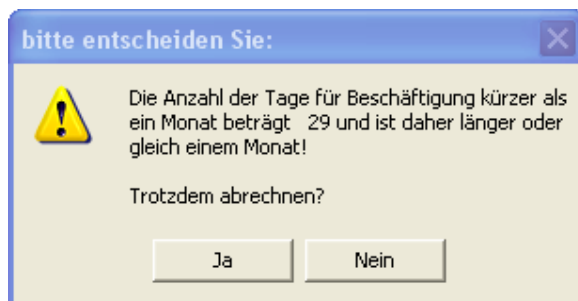 bitte entscheiden Sie:
Die Anzahl der Tage für Beschäftigung kürzer als
ein Monat beträgt   29 und ist daher länger oder
gleich einem Monat!
Trotzdem abrechnen?
Ja
Nein